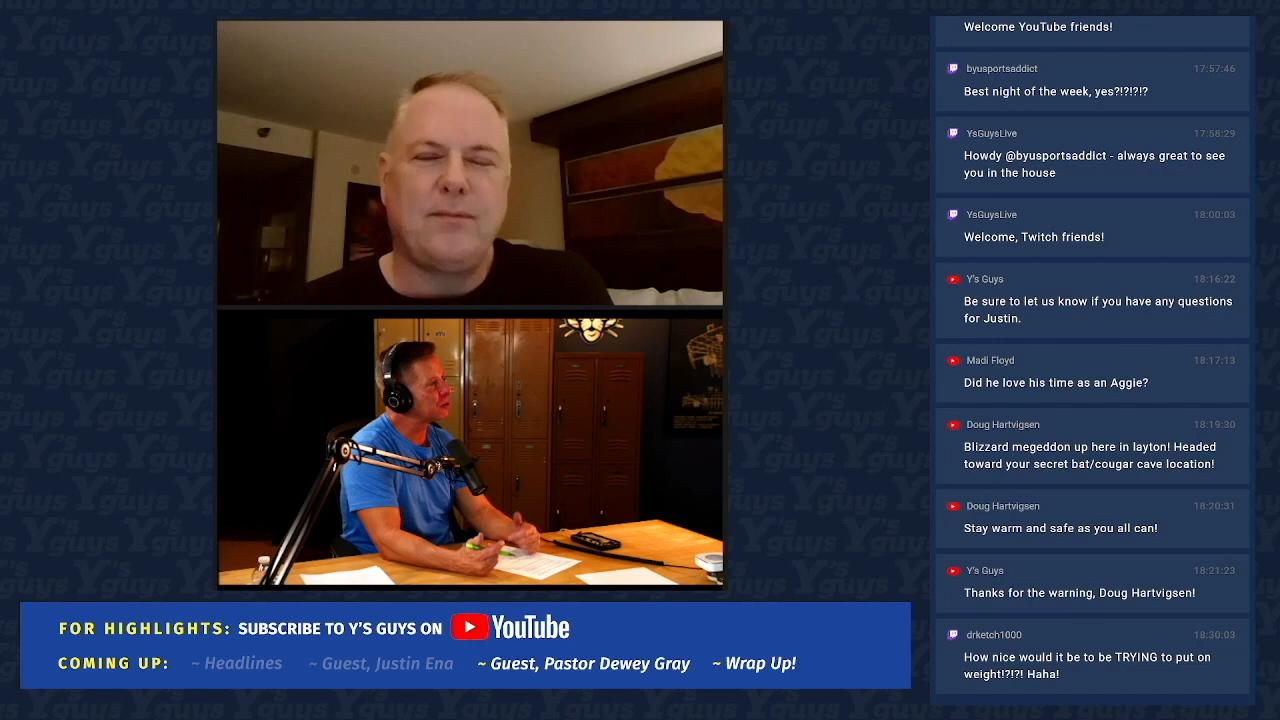 Welcome YouTube friends!
byusportsaddict 17:57:46
Best night of the week, yes?!?!?!?
YsGuysLive 17:58:29
Howdy @byusportsaddIct - always great to see
you in the house
YsGuysLive 18:00:03
Welcome, Twitch friends!
Y's Guys 18:16:22
Be sure to let us know if you have any questions
for Justin.
Madi Floyd 18:17:13
Did he love his time as an Aggie?
Doug Hartvigsen 18:19:30
Blizzard megeddon up here in layton! Headed
toward your secret bat/cougar cave location!
Doug Hartvigsen 18:20:31
Stay warm and safe as you all can!
Y's Guys 18:21:23
Thanks for the warning, Doug Hartvigsen!
drketch1000 18:30:03
How nice would it be to be TRYING to put on
weight!?!?! Haha!
FOR HIGHLIGHTS: SUBSCRIBE TO Y'S GUYS ON YouTube
COMING UP: ~ Headlines ~ Guest, Justin Ena ~ Guest, Pastor Dewey Gray ~ Wrap Up!